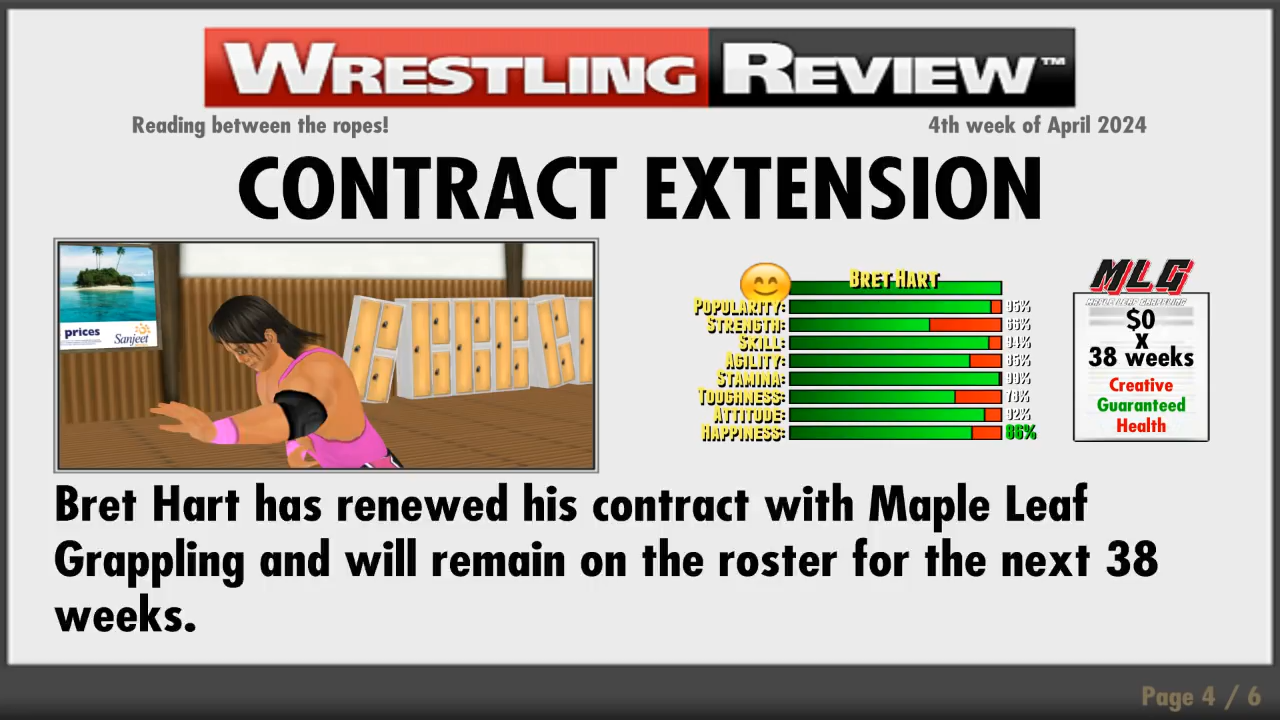 WRESTLING REVIEW™
Reading between the ropes!
4th week of April 2024
CONTRACT EXTENSION
prices
Sanjeet
BRET HART
POPULARITY: 95%
STRENGTH: 66%
SKILL: 94%
AGILITY: 85%
STAMINA: 99%
TOUGHNESS: 78%
ATTITUDE: 92%
HAPPINESS: 86%
MLG
MAPLE LEAF GRAPPLING
$0
X
38 weeks
Creative
Guaranteed
Health
Bret Hart has renewed his contract with Maple Leaf
Grappling and will remain on the roster for the next 38
weeks.
Page 4 / 6